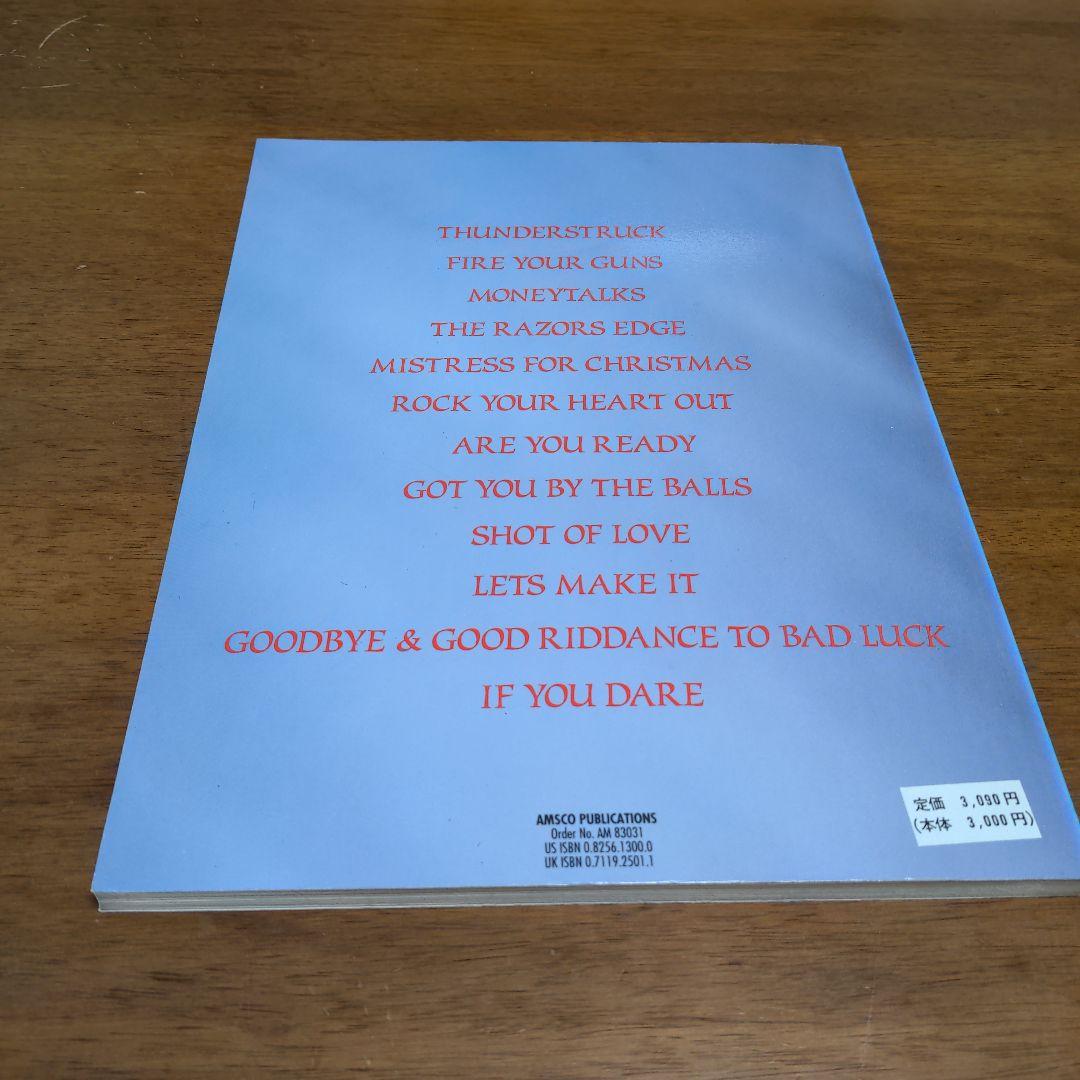 THUNDERSTRUCK
FIRE YOUR GUNS
MONEYTALKS
THE RAZORS EDGE
MISTRESS FOR CHRISTMAS
ROCK YOUR HEART OUT
ARE YOU READY
GOT YOU BY THE BALLS
SHOT OF LOVE
LETS MAKE IT
GOODBYE & GOOD RIDDANCE TO BAD LUCK
IF YOU DARE
AMSCO PUBLICATIONS
Order No. AM 83031
US ISBN 0.8256.1300.0
UK ISBN 0.7119.2501.1
定価 3,090円
(本体 3,000円)